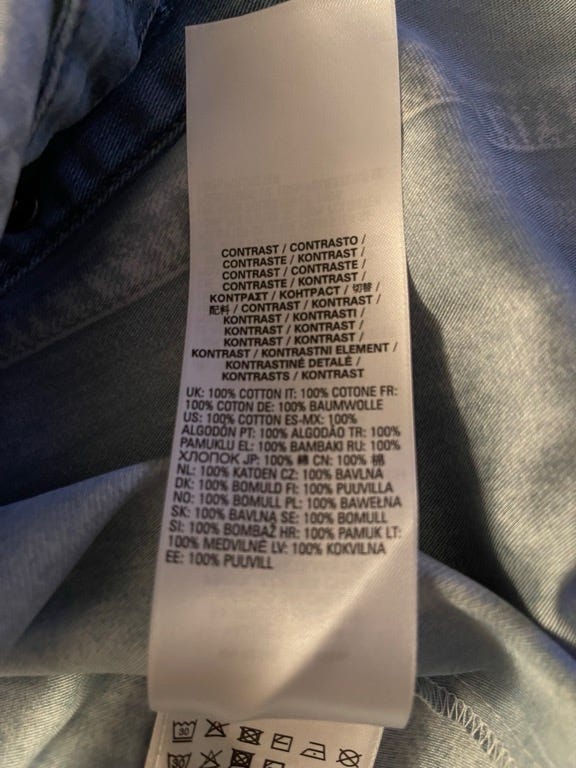 CONTRAST / CONTRASTO /
CONTRASTE / KONTRAST /
CONTRAST / CONTRASTE /
CONTRASTE / KONTRAST /
ΚΟΝΤΡΑΣΤ / КОНТРАСТ / 切替 /
配料 / CONTRAST / KONTRAST /
KONTRAST / KONTRASTI /
KONTRAST / KONTRAST /
KONTRAST / KONTRAST /
KONTRAST / KONTRASTNI ELEMENT /
KONTRASTINĖ DETALĖ /
KONTRASTS / KONTRAST
UK: 100% COTTON IT: 100% COTONE FR:
100% COTON DE: 100% BAUMWOLLE
US: 100% COTTON ES-MX: 100%
ALGODÓN PT: 100% ALGODÃO TR: 100%
PAMUKLU EL: 100% ΒΑΜΒΑΚΙ RU: 100%
ХЛОПОК JP: 100% 綿 CN: 100% 棉
NL: 100% KATOEN CZ: 100% BAVLNA
DK: 100% BOMULD FI: 100% PUUVILLA
NO: 100% BOMULL PL: 100% BAWEŁNA
SK: 100% BAVLNA SE: 100% BOMULL
SI: 100% BOMBAŽ HR: 100% PAMUK LT:
100% MEDVILNĖ LV: 100% KOKVILNA
EE: 100% PUUVILL
30
30